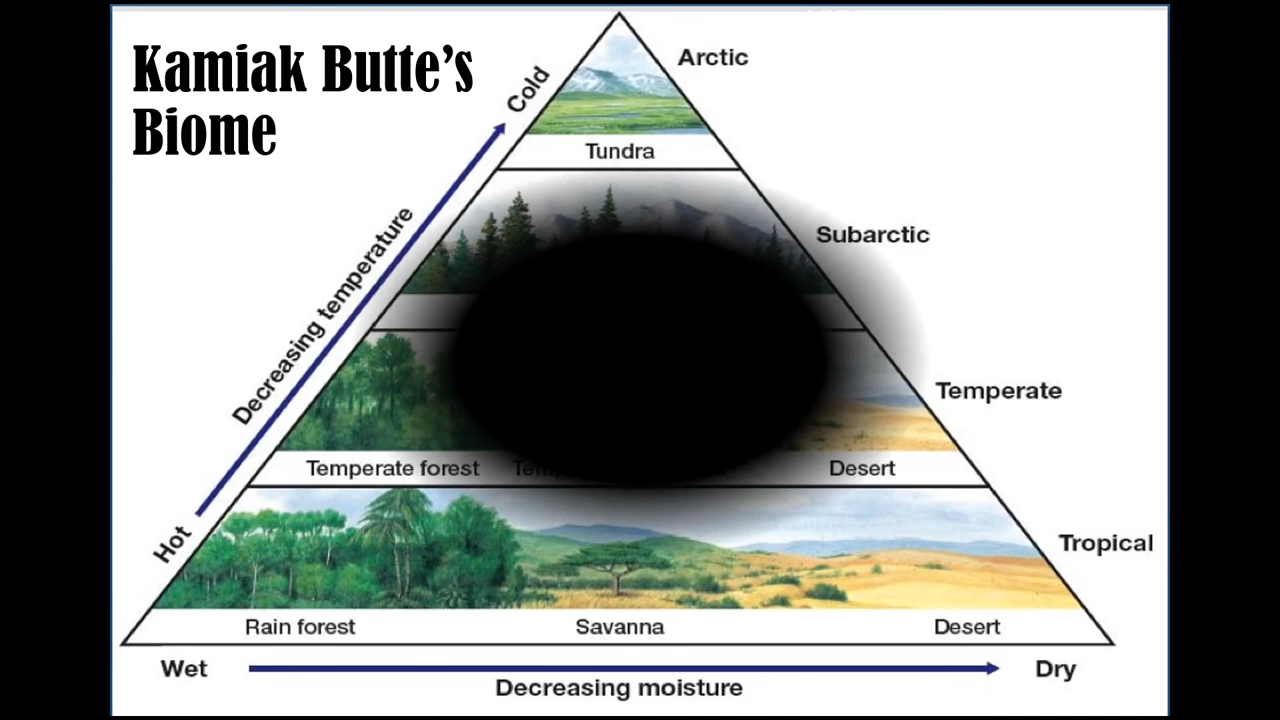 Kamiak Butte's
Biome
Cold
Arctic
Tundra
Decreasing temperature
Subarctic
Temperate
Temperate forest
Desert
Hot
Tropical
Rain forest
Savanna
Desert
Wet
Dry
Decreasing moisture